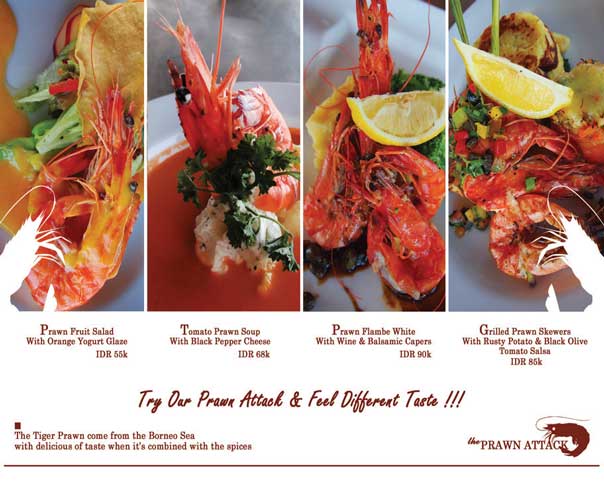 Prawn Fruit Salad
With Orange Yogurt Glaze
IDR 55k
Tomato Prawn Soup
With Black Pepper Cheese
IDR 68k
Prawn Flambe White
With Wine & Balsamic Capers
IDR 90k
Grilled Prawn Skewers
With Rusty Potato & Black Olive
Tomato Salsa
IDR 85k
Try Our Prawn Attack & Feel Different Taste !!!
The Tiger Prawn come from the Borneo Sea
with delicious of taste when it's combined with the spices
the PRAWN ATTACK